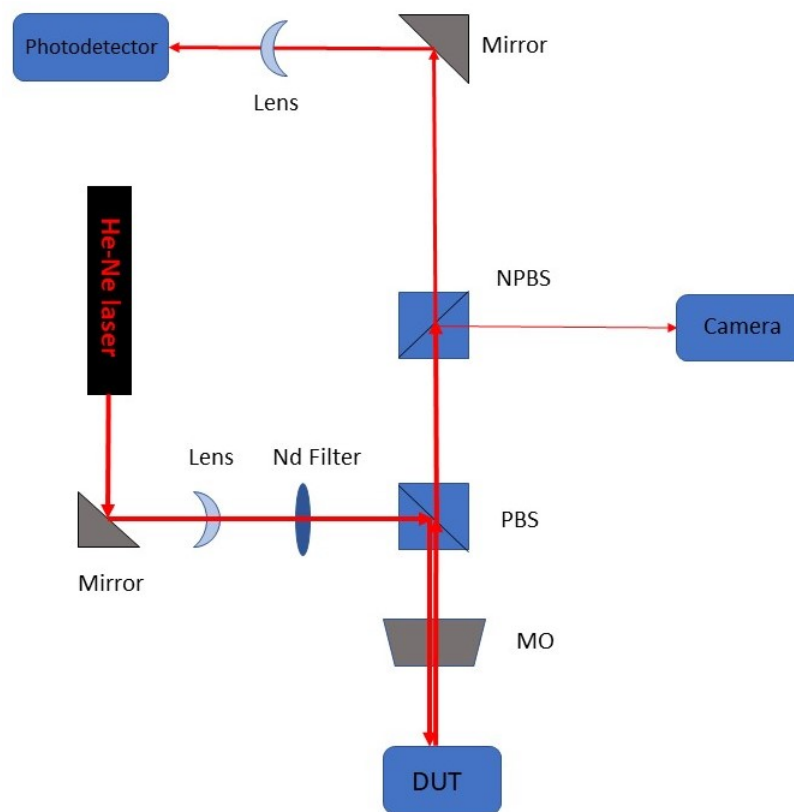 Photodetector
Mirror
Lens
He-Ne laser
NPBS
Camera
Lens
Nd Filter
PBS
Mirror
MO
DUT